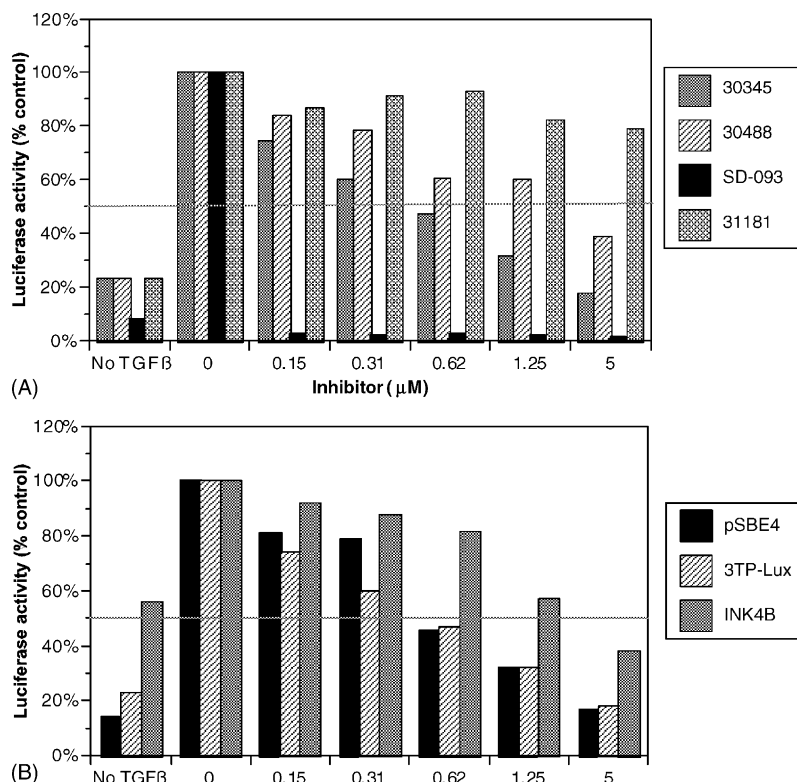 120%
100%
80%
60%
40%
20%
0%
Luciferase activity (% control)
No TGFß 0 0.15 0.31 0.62 1.25 5
Inhibitor (μM)
(A)
30345
30488
SD-093
31181
120%
100%
80%
60%
40%
20%
0%
Luciferase activity (% control)
No TGFß 0 0.15 0.31 0.62 1.25 5
(B)
pSBE4
3TP-Lux
INK4B